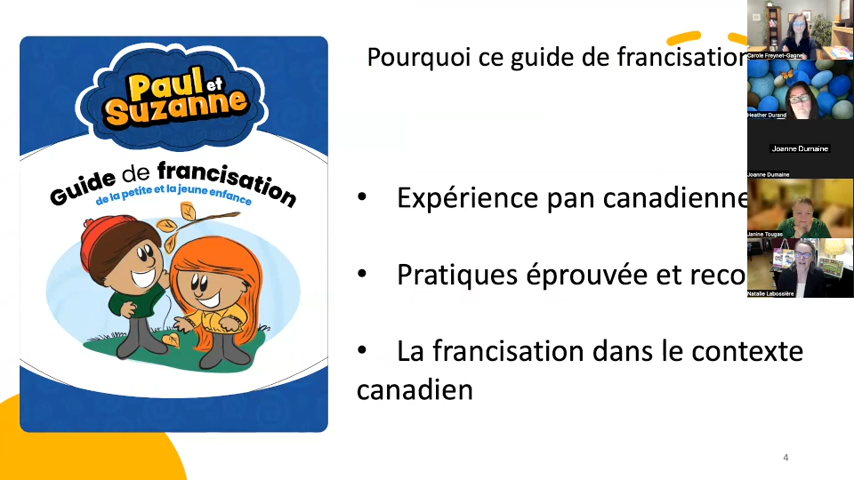 Paul et
Suzanne
Guide de francisation
de la petite et la jeune enfance
Pourquoi ce guide de francisation
• Expérience pan canadienne
• Pratiques éprouvée et reco
• La francisation dans le contexte
canadien
4
Carole Freynet-Gagné
Heather Durand
Joanne Dumaine
Joanne Dumaine
Janine Tougas
Natalie Labossière